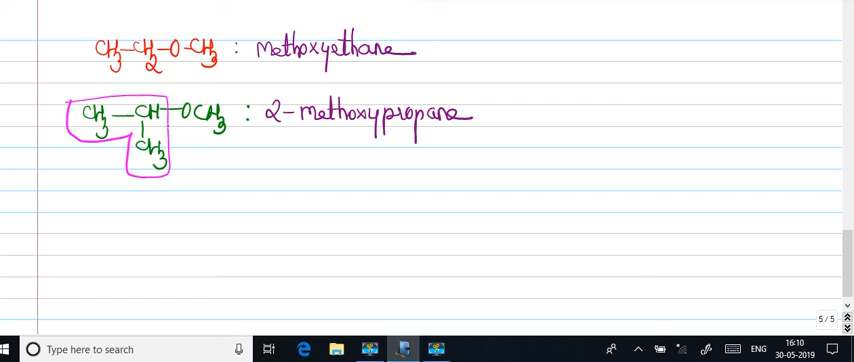 CH3-CH2-O-CH3 : methoxyethane
CH3-CH-OCH3 : 2-methoxypropane
CH3
5 / 5
Type here to search
ENG
16:10
30-05-2019